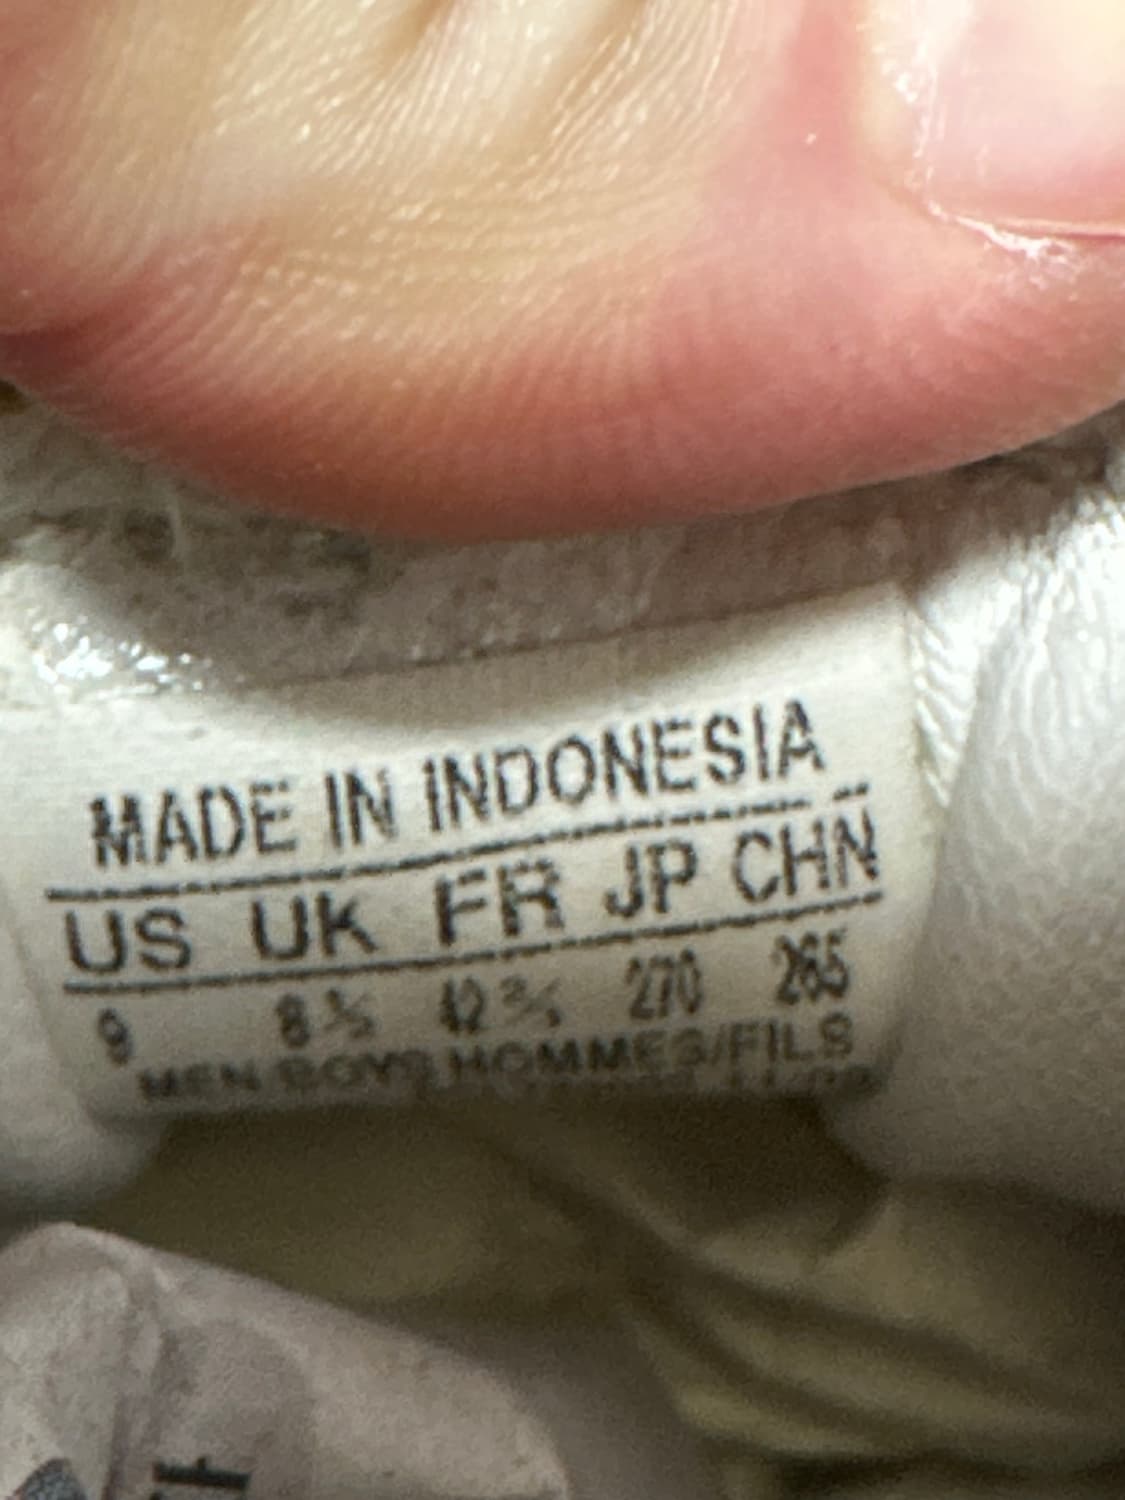 MADE IN INDONESIA
US UK FR JP CHN
9 8½ 42⅔ 270 265
MEN BOYS HOMMES/FILS